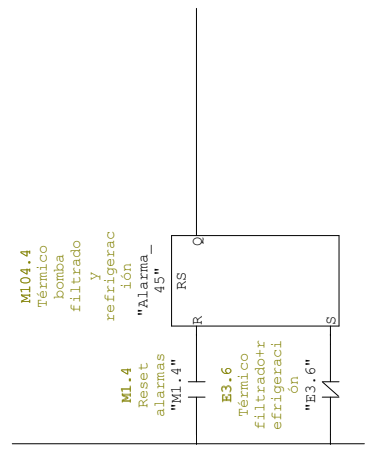 M104.4
Térmico
bomba
filtrado
y
refrigerac
ión
"Alarma_
45"
RS
M1.4
Reset
alarmas
"M1.4"
R
Q
E3.6
Térmico
filtrado+r
efrigeraci
ón
"E3.6"
S